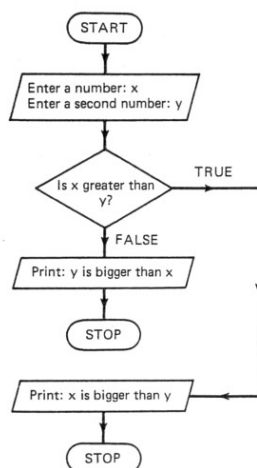 START
Enter a number: x
Enter a second number: y
Is x greater than
y?
TRUE
FALSE
Print: y is bigger than x
STOP
Print: x is bigger than y
STOP